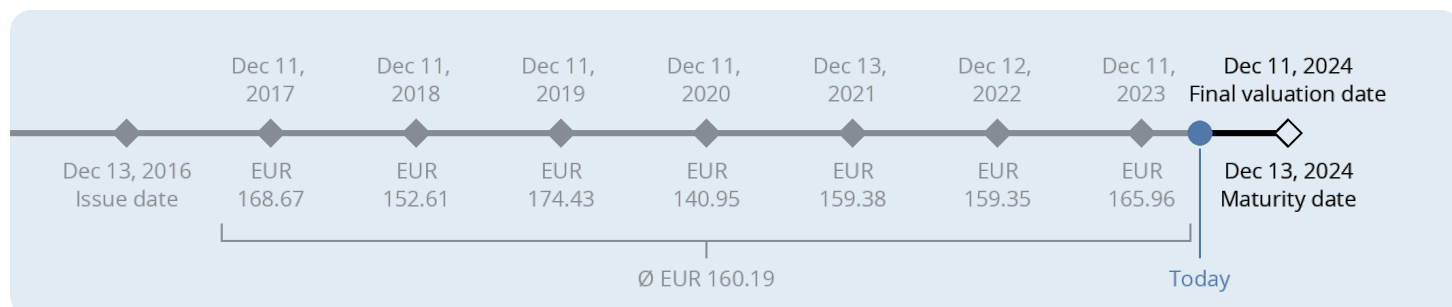 Dec 11,
2017
Dec 11,
2018
Dec 11,
2019
Dec 11,
2020
Dec 13,
2021
Dec 12,
2022
Dec 11,
2023
Dec 11, 2024
Final valuation date
Dec 13, 2016
Issue date
EUR
168.67
EUR
152.61
EUR
174.43
EUR
140.95
EUR
159.38
EUR
159.35
EUR
165.96
Dec 13, 2024
Maturity date
Ø EUR 160.19
Today